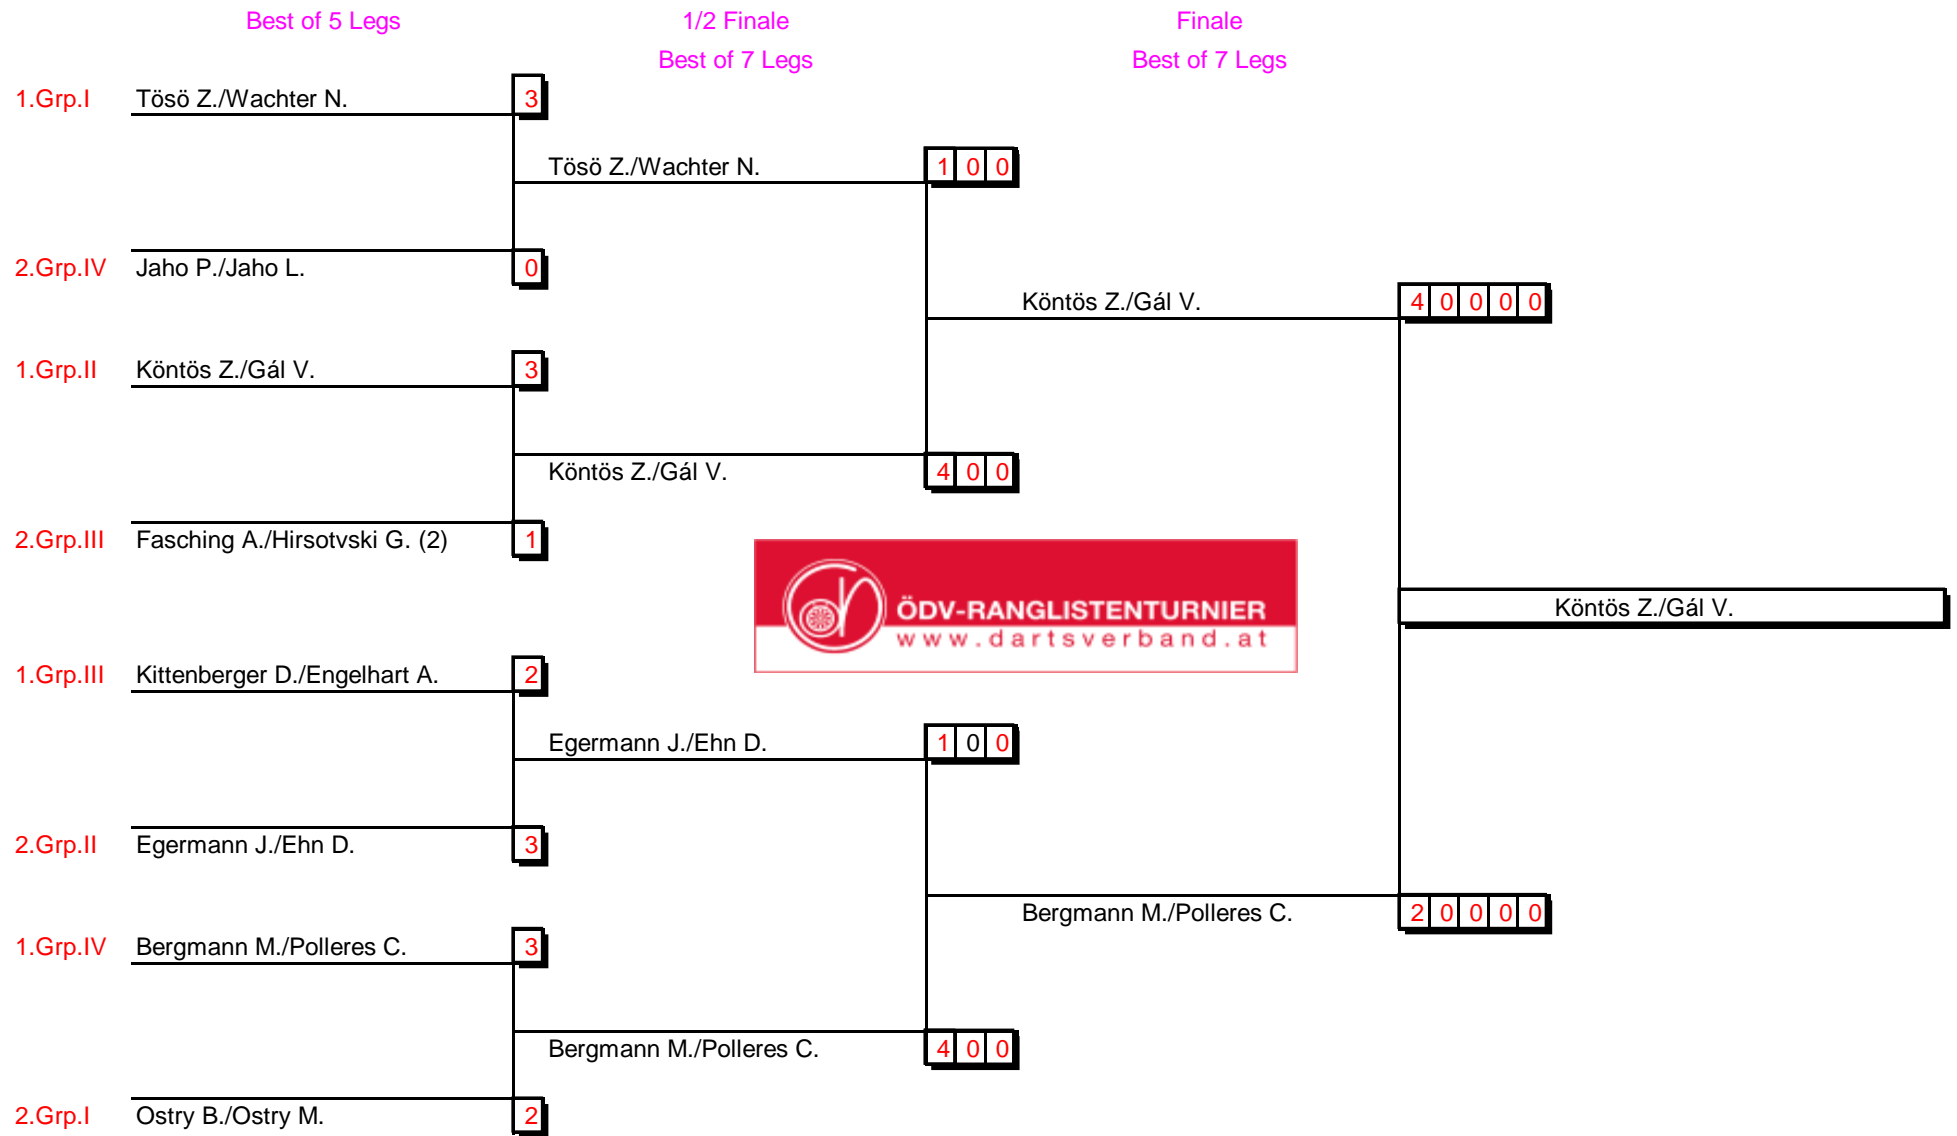 Best of 5 Legs 1/2 Finale Finale
Best of 7 Legs Best of 7 Legs
1.Grp.I Tösö Z./Wachter N. 3
Tösö Z./Wachter N. 1 0 0
2.Grp.IV Jaho P./Jaho L. 0
Köntös Z./Gál V. 4 0 0 0 0
1.Grp.II Köntös Z./Gál V. 3
Köntös Z./Gál V. 4 0 0
2.Grp.III Fasching A./Hirsotvski G. (2) 1
ÖDV-RANGLISTENTURNIER
www.dartsverband.at
Köntös Z./Gál V.
1.Grp.III Kittenberger D./Engelhart A. 2
Egermann J./Ehn D. 1 0 0
2.Grp.II Egermann J./Ehn D. 3
Bergmann M./Polleres C. 2 0 0 0 0
1.Grp.IV Bergmann M./Polleres C. 3
Bergmann M./Polleres C. 4 0 0
2.Grp.I Ostry B./Ostry M. 2